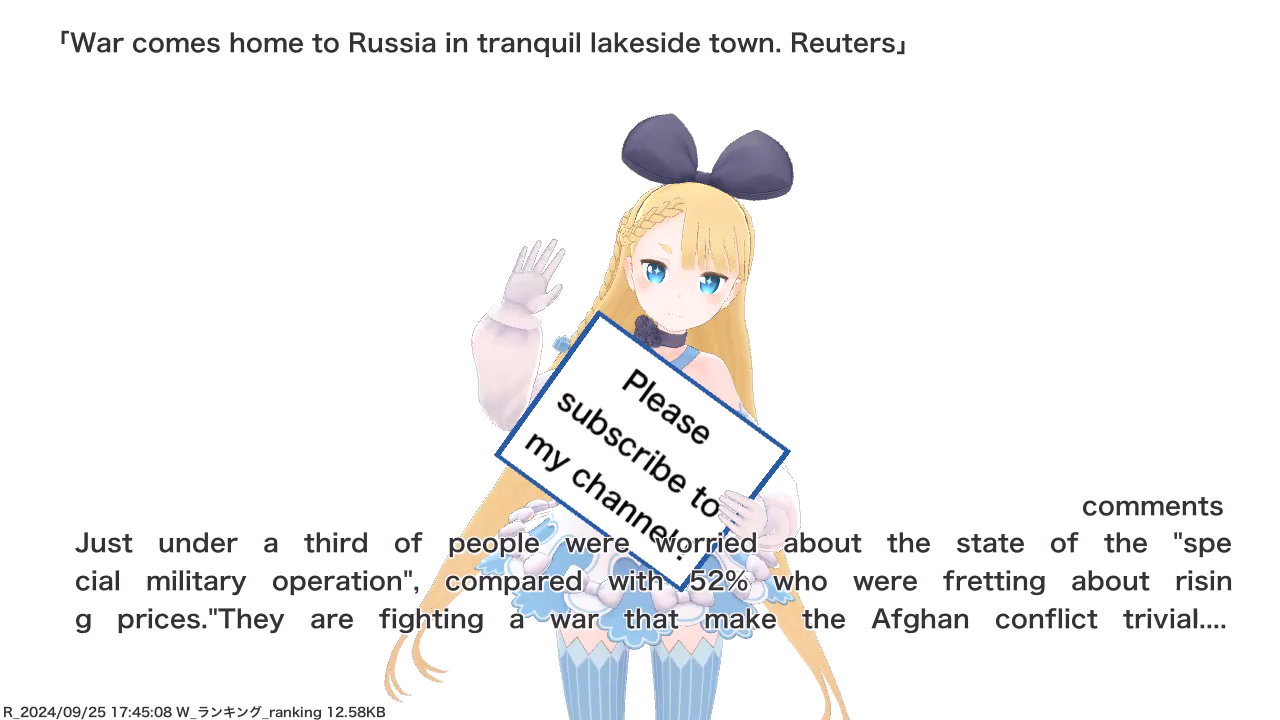 「War comes home to Russia in tranquil lakeside town. Reuters」
Please
subscribe to
my channel!
comments
Just under a third of people were worried about the state of the "spe
cial military operation", compared with 52% who were fretting about risin
g prices."They are fighting a war that make the Afghan conflict trivial....
R_2024/09/25 17:45:08 W_ランキング_ranking 12.58KB